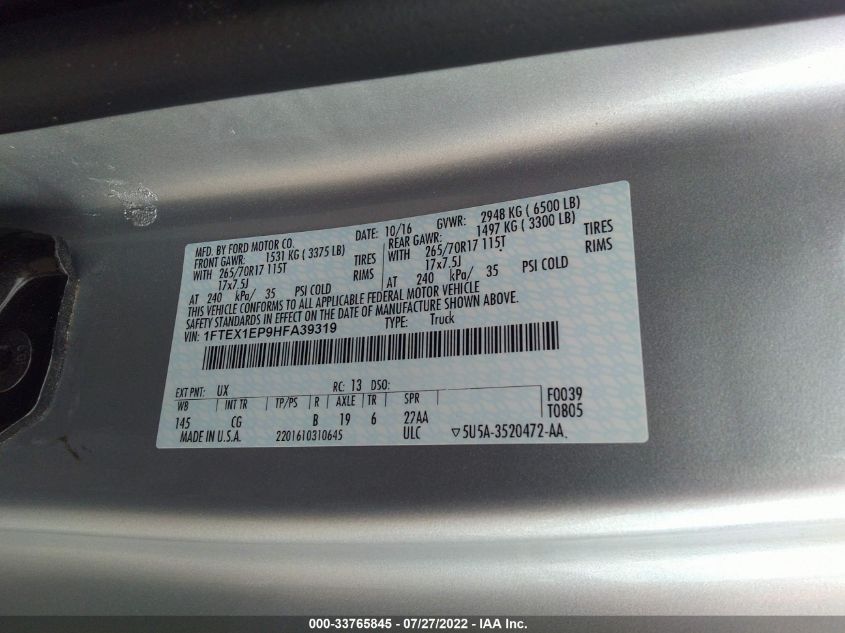 MFD. BY FORD MOTOR CO. DATE: 10/16 GVWR: 2948 KG ( 6500 LB)
FRONT GAWR: 1531 KG ( 3375 LB) REAR GAWR: 1497 KG ( 3300 LB)
WITH 265/70R17 115T TIRES WITH 265/70R17 115T TIRES
17x7.5J RIMS 17x7.5J RIMS
AT 240 kPa/ 35 PSI COLD AT 240 kPa/ 35 PSI COLD
THIS VEHICLE CONFORMS TO ALL APPLICABLE FEDERAL MOTOR VEHICLE
SAFETY STANDARDS IN EFFECT ON THE DATE OF MANUFACTURE SHOWN ABOVE.
VIN: 1FTEX1EP9HFA39319 TYPE: Truck
EXT PNT: UX RC: 13 DSO:
WB INT TR TP/PS R AXLE TR SPR F0039
145 CG B 19 6 27AA T0805
MADE IN U.S.A. 2201610310645 ULC ▽5U5A-3520472-AA
000-33765845 - 07/27/2022 - IAA Inc.